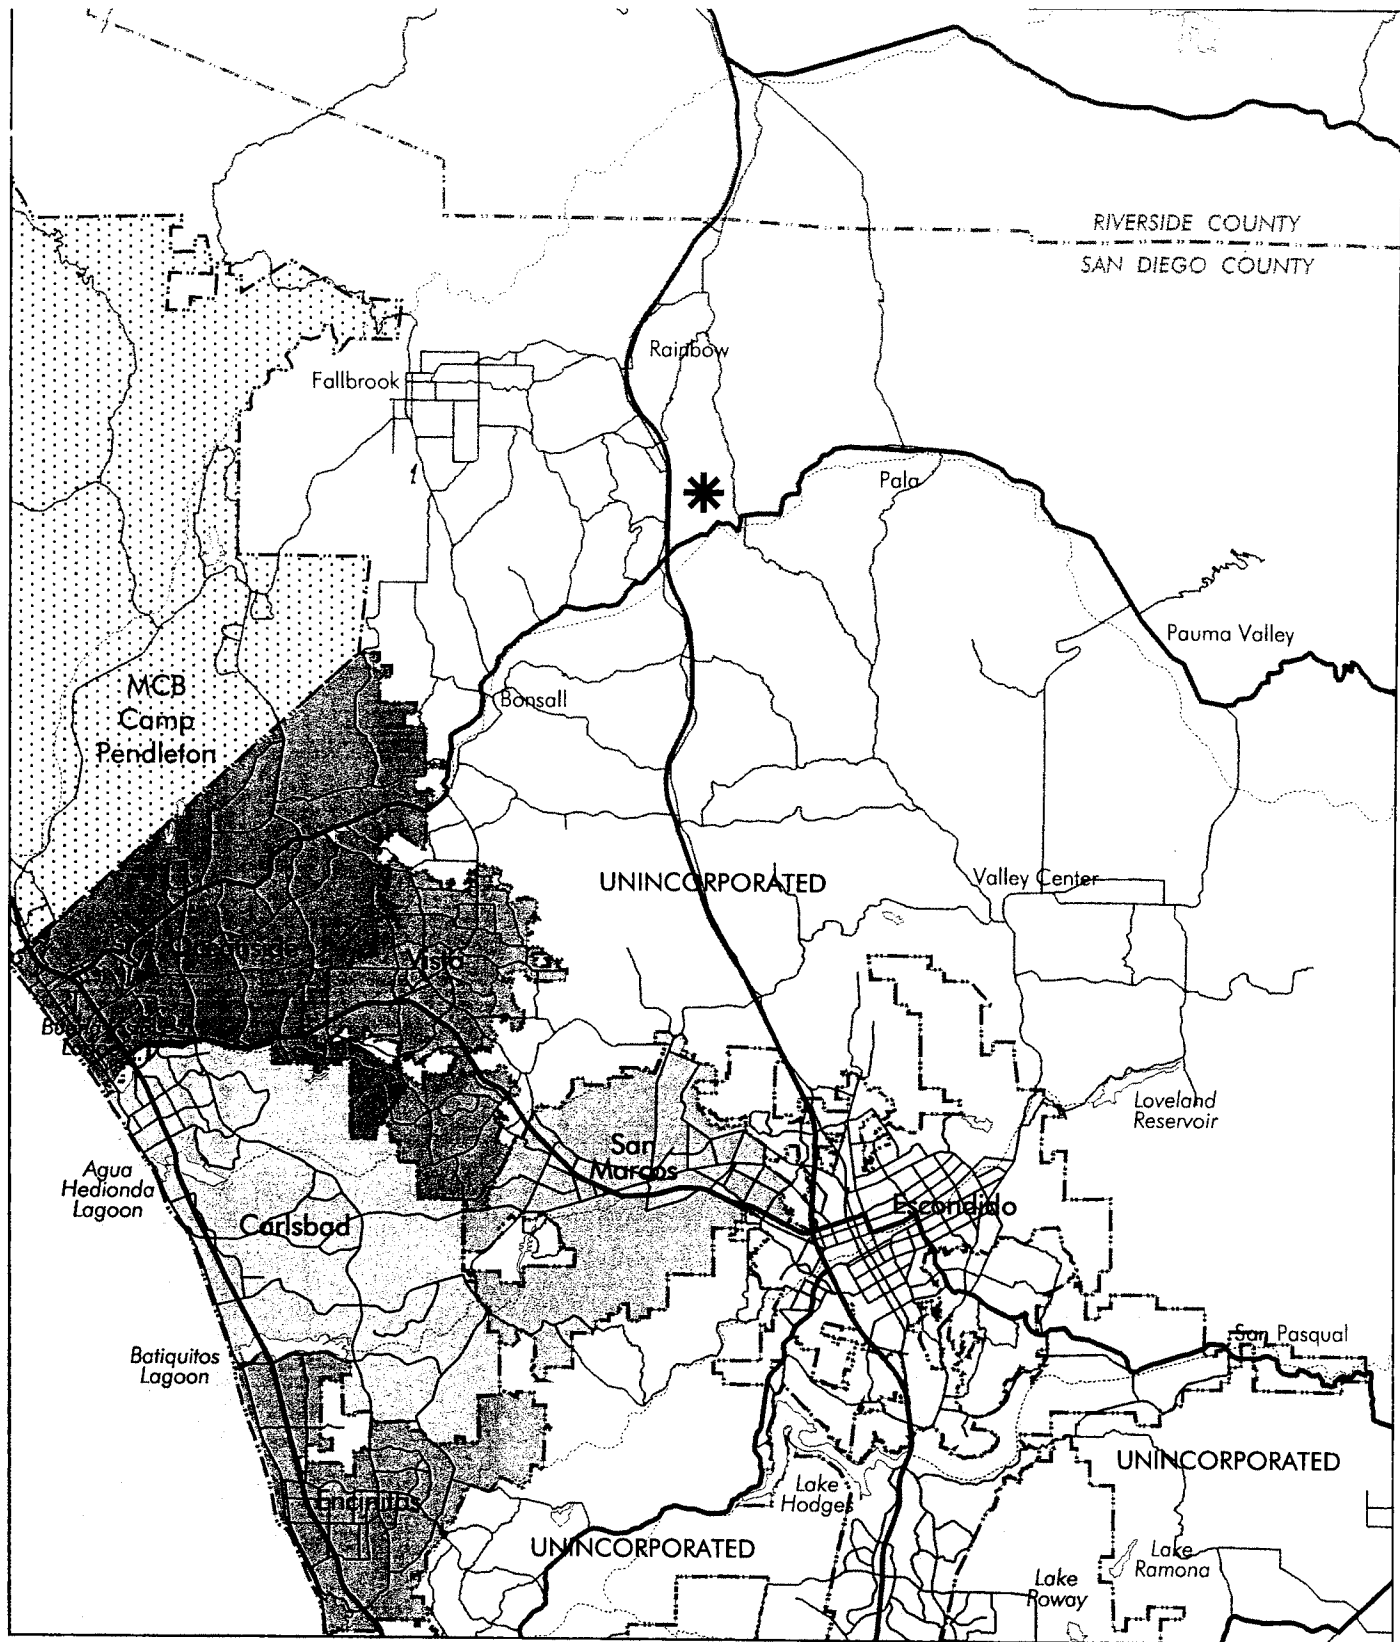 RIVERSIDE COUNTY
SAN DIEGO COUNTY
Rainbow
Fallbrook
Pala
Pauma Valley
MCB
Camp
Pendleton
Bonsall
UNINCORPORATED
Valley Center
Vista
Loveland
Reservoir
San
Marcos
Agua
Hedionda
Lagoon
Escondido
Carlsbad
San Pasqual
Batiquitos
Lagoon
UNINCORPORATED
Lake
Hodges
Encinitas
UNINCORPORATED
Lake
Ramona
Lake
Poway